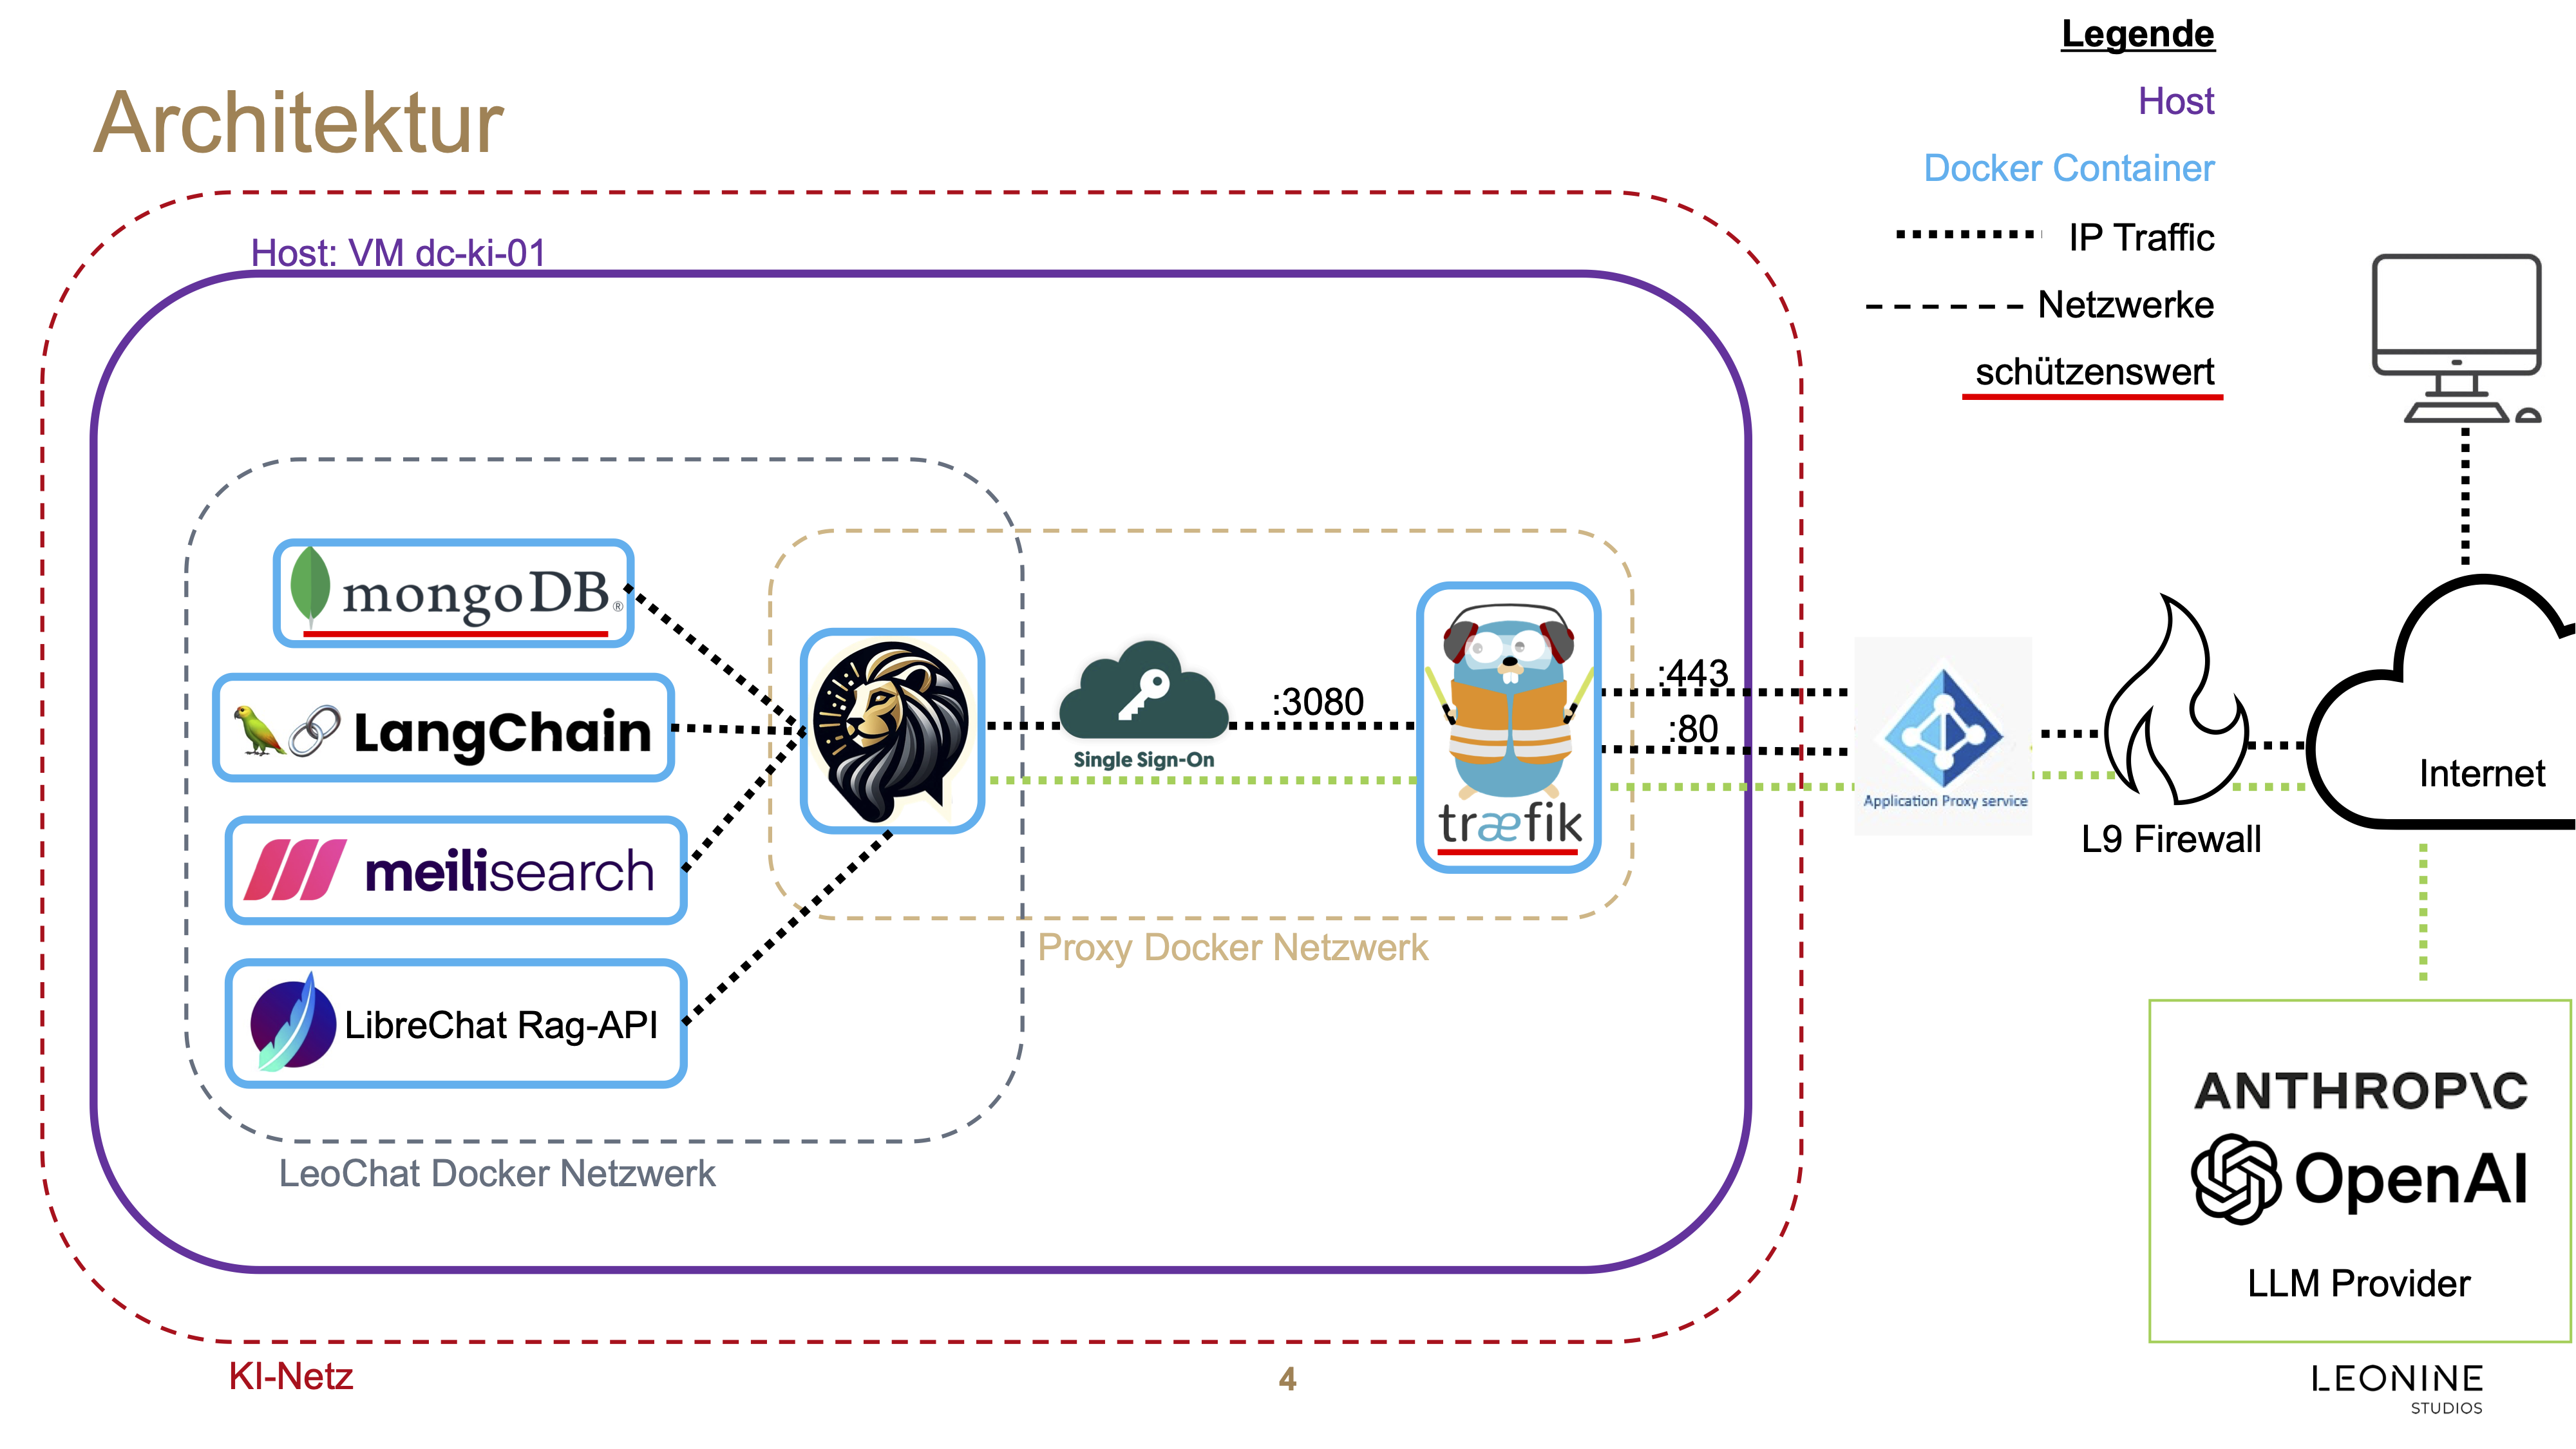 Architektur
Legende
Host
Docker Container
IP Traffic
Netzwerke
schützenswert
Host: VM dc-ki-01
mongoDB®
LangChain
meilisearch
LibreChat Rag-API
LeoChat Docker Netzwerk
Single Sign-On
:3080
træfik
Proxy Docker Netzwerk
:443
:80
Application Proxy service
L9 Firewall
Internet
ANTHROP\C
OpenAI
LLM Provider
KI-Netz
4
LEONINE
STUDIOS